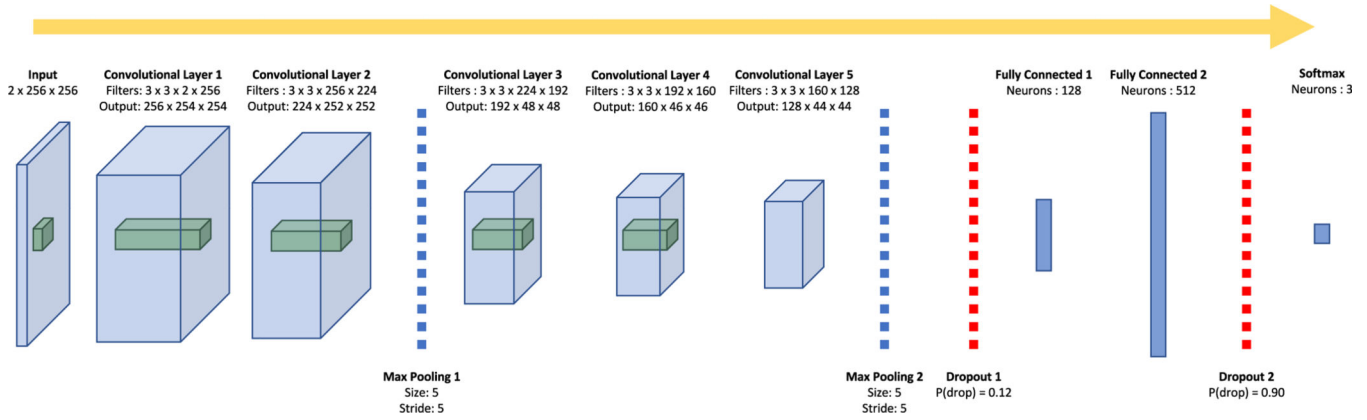 Input
2 x 256 x 256
Convolutional Layer 1
Filters: 3 x 3 x 2 x 256
Output: 256 x 254 x 254
Convolutional Layer 2
Filters : 3 x 3 x 256 x 224
Output: 224 x 252 x 252
Convolutional Layer 3
Filters : 3 x 3 x 224 x 192
Output: 192 x 48 x 48
Convolutional Layer 4
Filters : 3 x 3 x 192 x 160
Output: 160 x 46 x 46
Convolutional Layer 5
Filters : 3 x 3 x 160 x 128
Output: 128 x 44 x 44
Fully Connected 1
Neurons : 128
Fully Connected 2
Neurons : 512
Softmax
Neurons : 3
Max Pooling 1
Size: 5
Stride: 5
Max Pooling 2
Size: 5
Stride: 5
Dropout 1
P(drop) = 0.12
Dropout 2
P(drop) = 0.90